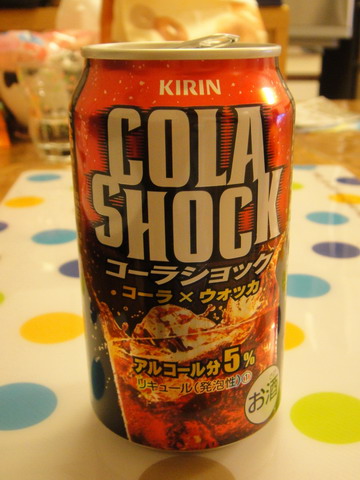 KIRIN
COLA
SHOCK
コーラショック
コーラ×ウォッカ
アルコール分5%
リキュール(発泡性)①
お酒